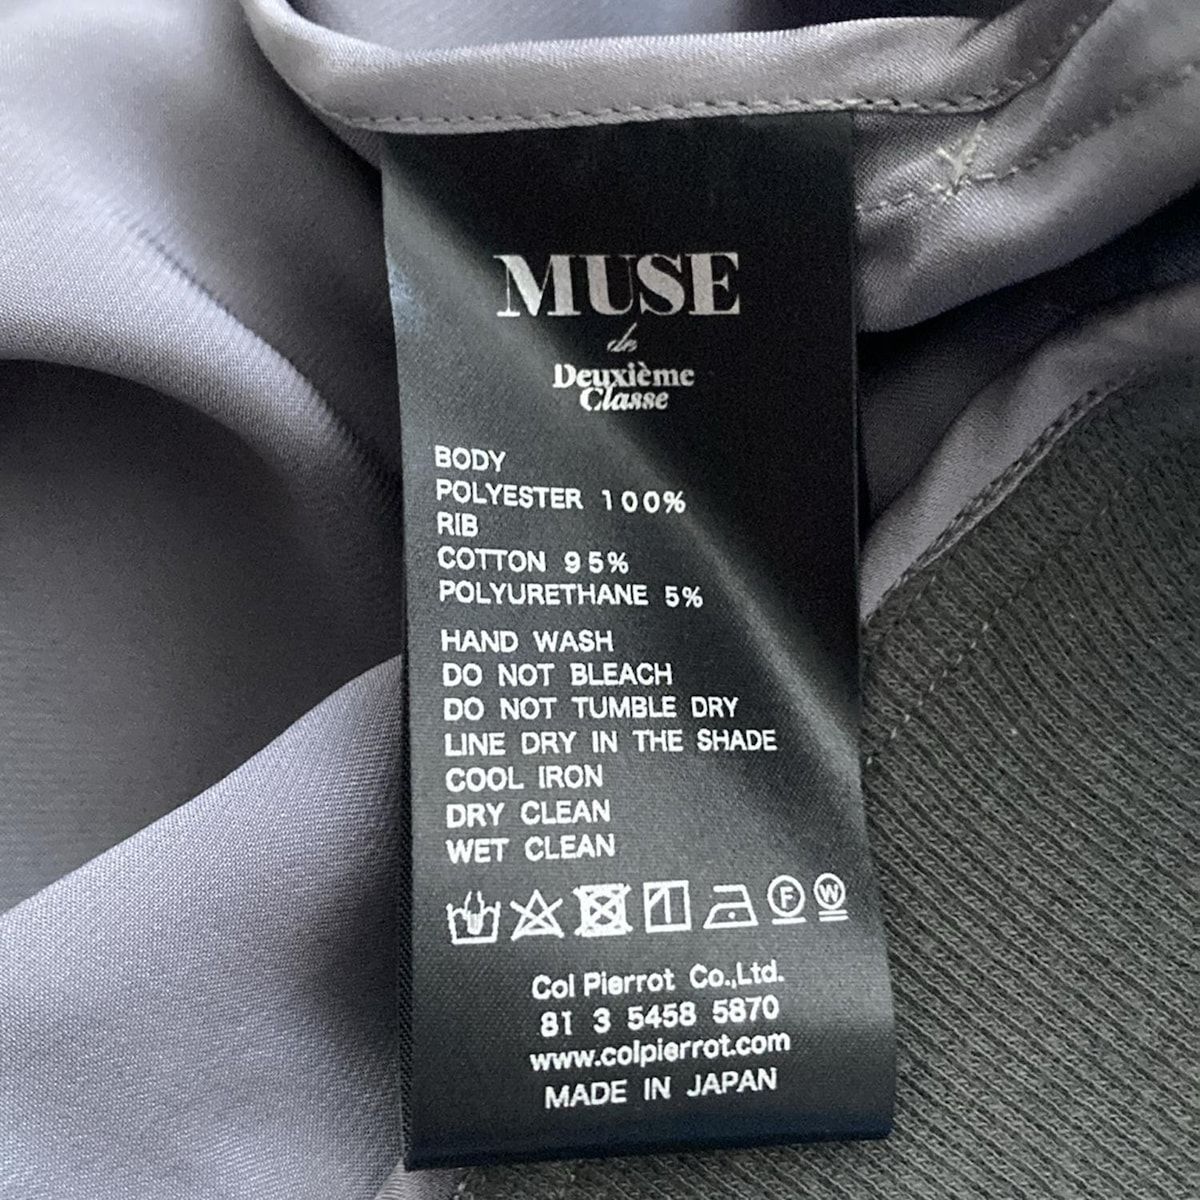 MUSE
de
Deuxième
Classe
BODY
POLYESTER 100%
RIB
COTTON 95%
POLYURETHANE 5%
HAND WASH
DO NOT BLEACH
DO NOT TUMBLE DRY
LINE DRY IN THE SHADE
COOL IRON
DRY CLEAN
WET CLEAN
F W
Col Pierrot Co.,Ltd.
81 3 5458 5870
www.colpierrot.com
MADE IN JAPAN